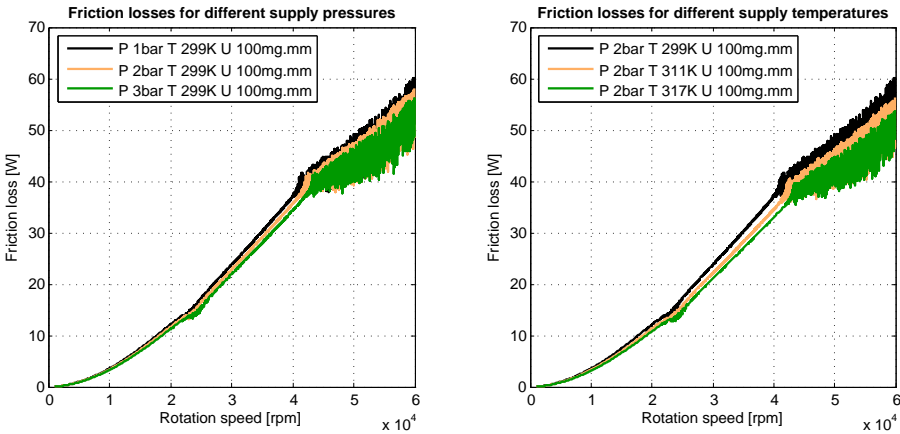 Friction losses for different supply pressures
P 1bar T 299K U 100mg.mm
P 2bar T 299K U 100mg.mm
P 3bar T 299K U 100mg.mm
Friction loss [W]
70
60
50
40
30
20
10
0
0 1 2 3 4 5 6
Rotation speed [rpm]
x 10^4
Friction losses for different supply temperatures
P 2bar T 299K U 100mg.mm
P 2bar T 311K U 100mg.mm
P 2bar T 317K U 100mg.mm
Friction loss [W]
70
60
50
40
30
20
10
0
0 1 2 3 4 5 6
Rotation speed [rpm]
x 10^4